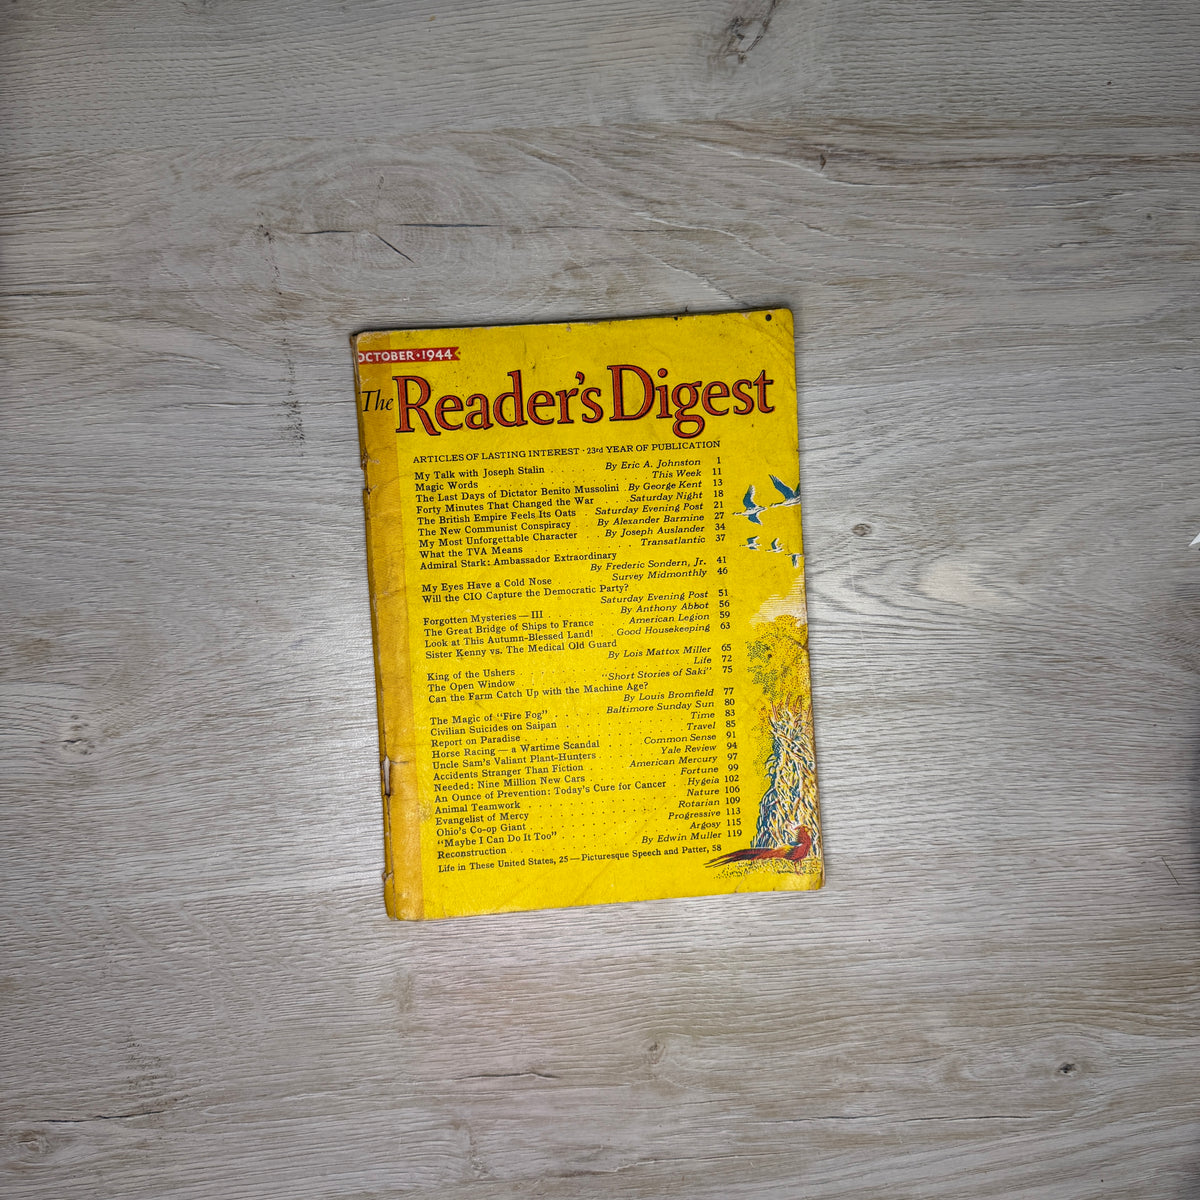 OCTOBER · 1944
The Reader's Digest
ARTICLES OF LASTING INTEREST · 23rd YEAR OF PUBLICATION
My Talk with Joseph Stalin . . . By Eric A. Johnston 1
Magic Words . . . This Week 11
The Last Days of Dictator Benito Mussolini . By George Kent 13
Forty Minutes That Changed the War . . . Saturday Night 18
The British Empire Feels Its Oats . . . Saturday Evening Post 21
The New Communist Conspiracy . . . By Alexander Barmine 27
My Most Unforgettable Character . . . By Joseph Auslander 34
What the TVA Means . . . Transatlantic 37
Admiral Stark: Ambassador Extraordinary
By Frederic Sondern, Jr. 41
My Eyes Have a Cold Nose . . . Survey Midmonthly 46
Will the CIO Capture the Democratic Party?
Saturday Evening Post 51
Forgotten Mysteries — III . . . By Anthony Abbot 56
The Great Bridge of Ships to France . . . American Legion 59
Look at This Autumn-Blessed Land! . . . Good Housekeeping 63
Sister Kenny vs. The Medical Old Guard
By Lois Mattox Miller 65
King of the Ushers . . . Life 72
The Open Window . . . "Short Stories of Saki" 75
Can the Farm Catch Up with the Machine Age?
By Louis Bromfield 77
The Magic of "Fire Fog" . . . Baltimore Sunday Sun 80
Civilian Suicides on Saipan . . . Time 83
Report on Paradise . . . Travel 85
Horse Racing — a Wartime Scandal . . . Common Sense 91
Uncle Sam's Valiant Plant-Hunters . . . Yale Review 94
Accidents Stranger Than Fiction . . . American Mercury 97
Needed: Nine Million New Cars . . . Fortune 99
An Ounce of Prevention: Today's Cure for Cancer . . . Hygeia 102
Animal Teamwork . . . Nature 106
Evangelist of Mercy . . . Rotarian 109
Ohio's Co-op Giant . . . Progressive 113
"Maybe I Can Do It Too" . . . Argosy 115
Reconstruction . . . By Edwin Muller 119
Life in These United States, 25 — Picturesque Speech and Patter, 58